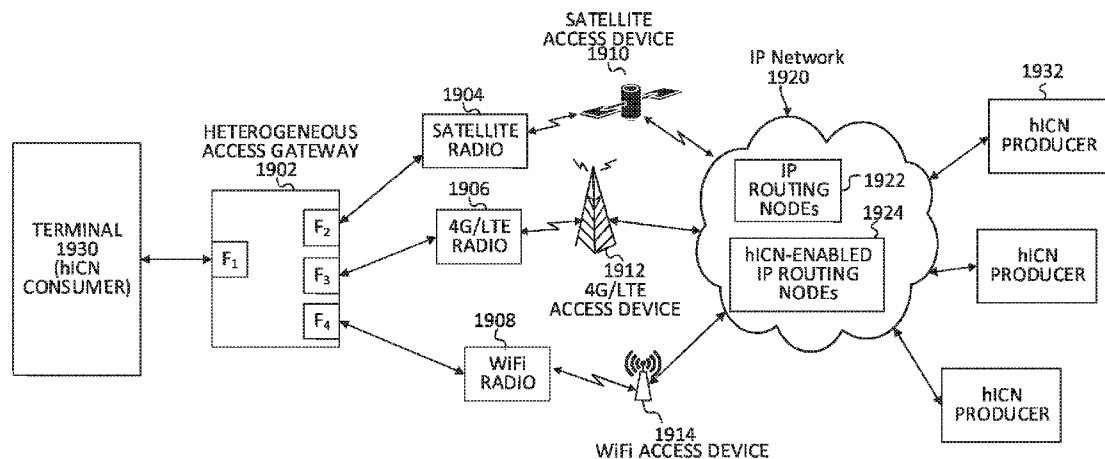 SATELLITE
ACCESS DEVICE
1910
IP Network
1920
1932
hICN
PRODUCER
1904
SATELLITE
RADIO
HETEROGENEOUS
ACCESS GATEWAY
1902
1906
4G/LTE
RADIO
IP
ROUTING
NODEs
1922
1924
TERMINAL
1930
(hICN
CONSUMER)
F1
F2
F3
F4
hICN-ENABLED
IP ROUTING
NODEs
hICN
PRODUCER
1912
4G/LTE
ACCESS DEVICE
1908
WiFi
RADIO
1914
WiFi ACCESS DEVICE
hICN
PRODUCER